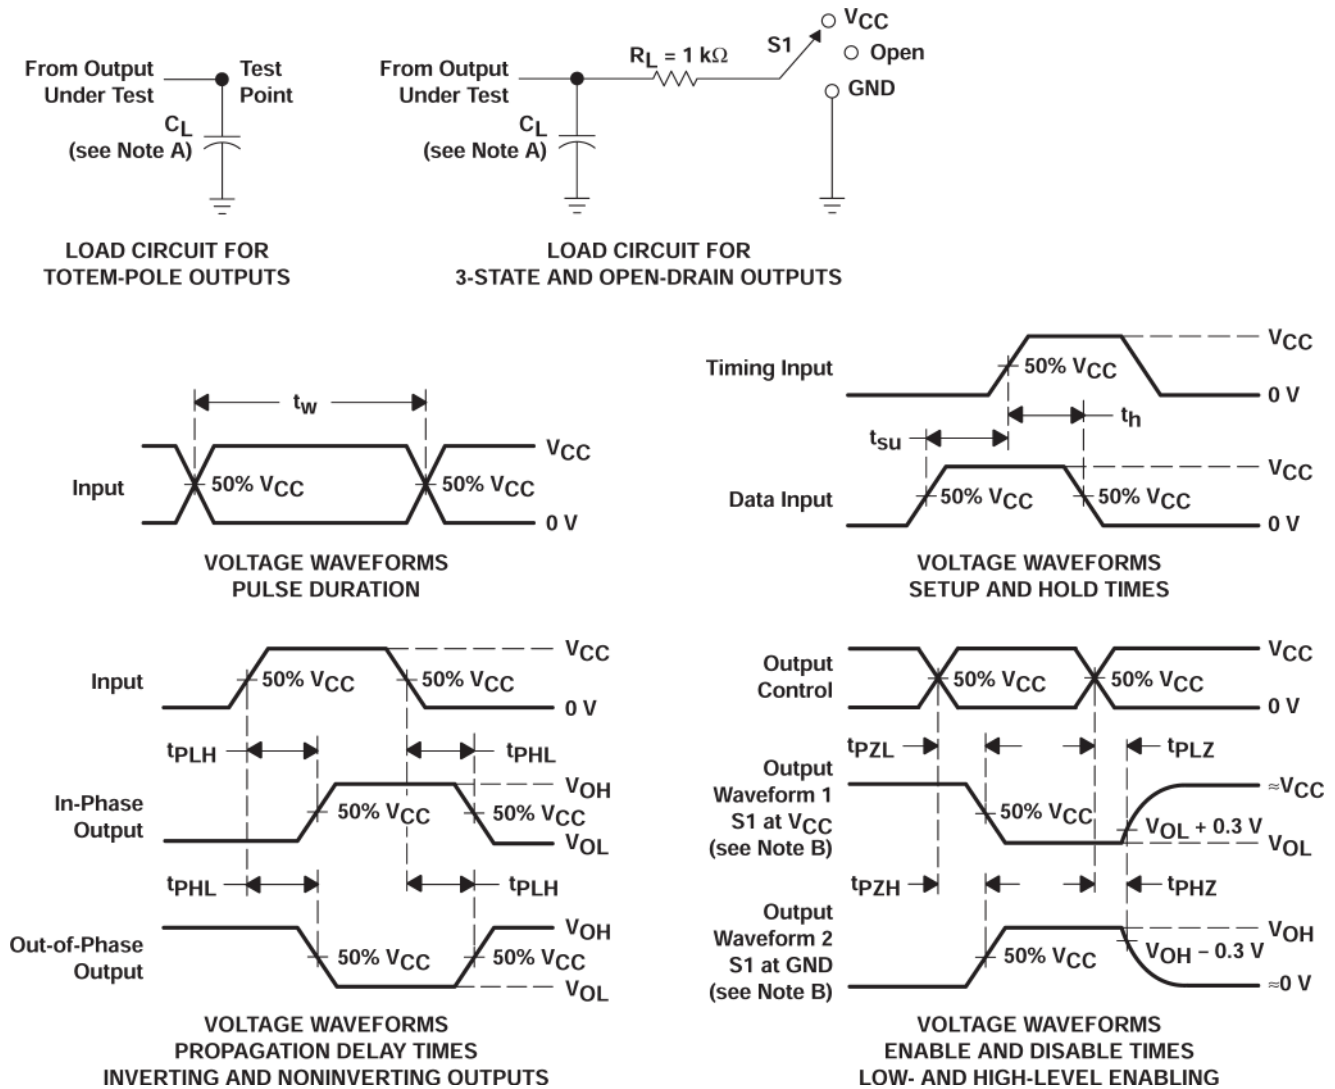 From Output
Under Test
Test
Point
CL
(see Note A)
LOAD CIRCUIT FOR
TOTEM-POLE OUTPUTS
From Output
Under Test
RL = 1 kΩ
S1
VCC
Open
GND
CL
(see Note A)
LOAD CIRCUIT FOR
3-STATE AND OPEN-DRAIN OUTPUTS
tw
Input
50% VCC
50% VCC
VCC
0 V
VOLTAGE WAVEFORMS
PULSE DURATION
Timing Input
50% VCC
VCC
0 V
th
tsu
Data Input
50% VCC
50% VCC
VCC
0 V
VOLTAGE WAVEFORMS
SETUP AND HOLD TIMES
Input
50% VCC
50% VCC
VCC
0 V
tPLH
tPHL
In-Phase
Output
50% VCC
50% VCC
VOH
VOL
tPHL
tPLH
Out-of-Phase
Output
50% VCC
50% VCC
VOH
VOL
VOLTAGE WAVEFORMS
PROPAGATION DELAY TIMES
INVERTING AND NONINVERTING OUTPUTS
Output
Control
50% VCC
50% VCC
VCC
0 V
tPZL
tPLZ
Output
Waveform 1
S1 at VCC
(see Note B)
50% VCC
VOL + 0.3 V
≈VCC
VOL
tPZH
tPHZ
Output
Waveform 2
S1 at GND
(see Note B)
50% VCC
VOH − 0.3 V
VOH
≈0 V
VOLTAGE WAVEFORMS
ENABLE AND DISABLE TIMES
LOW- AND HIGH-LEVEL ENABLING